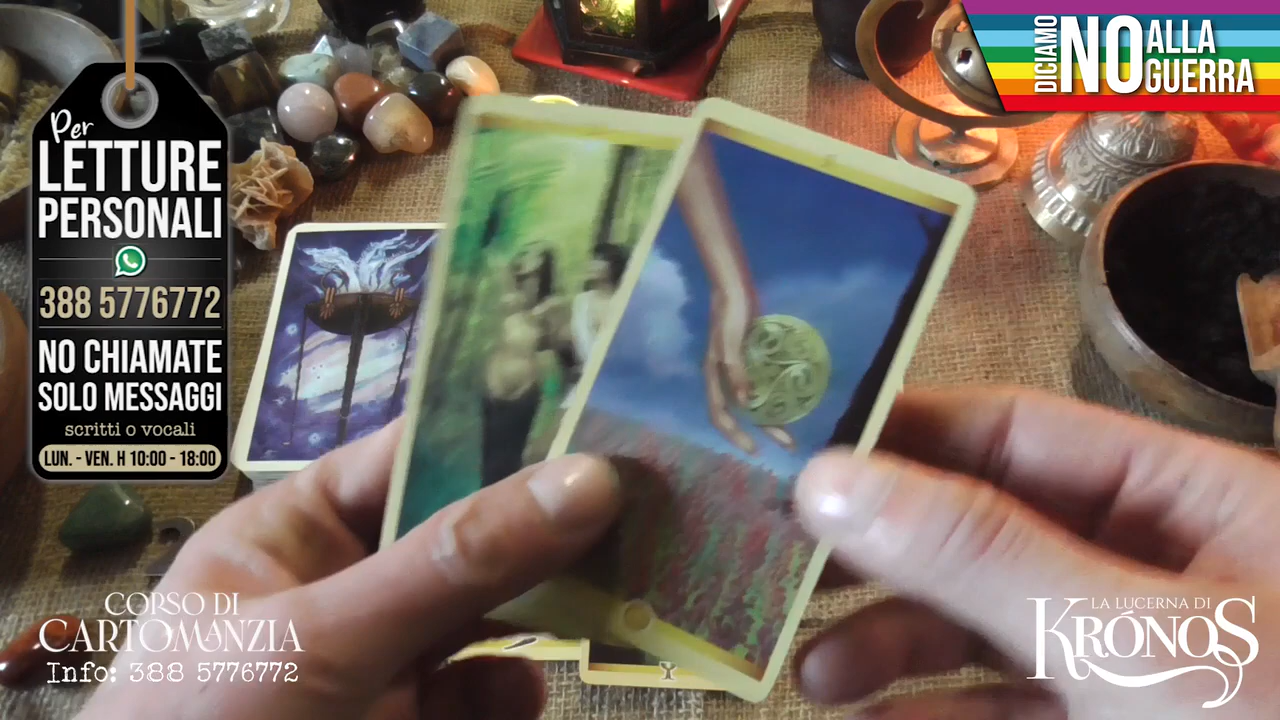 Per
LETTURE
PERSONALI
388 5776772
NO CHIAMATE
SOLO MESSAGGI
scritti o vocali
LUN. - VEN. H 10:00 - 18:00
DICIAMO
NO
ALLA
GUERRA
CORSO DI
CARTOMANZIA
Info: 388 5776772
LA LUCERNA DI
KRÓNOS